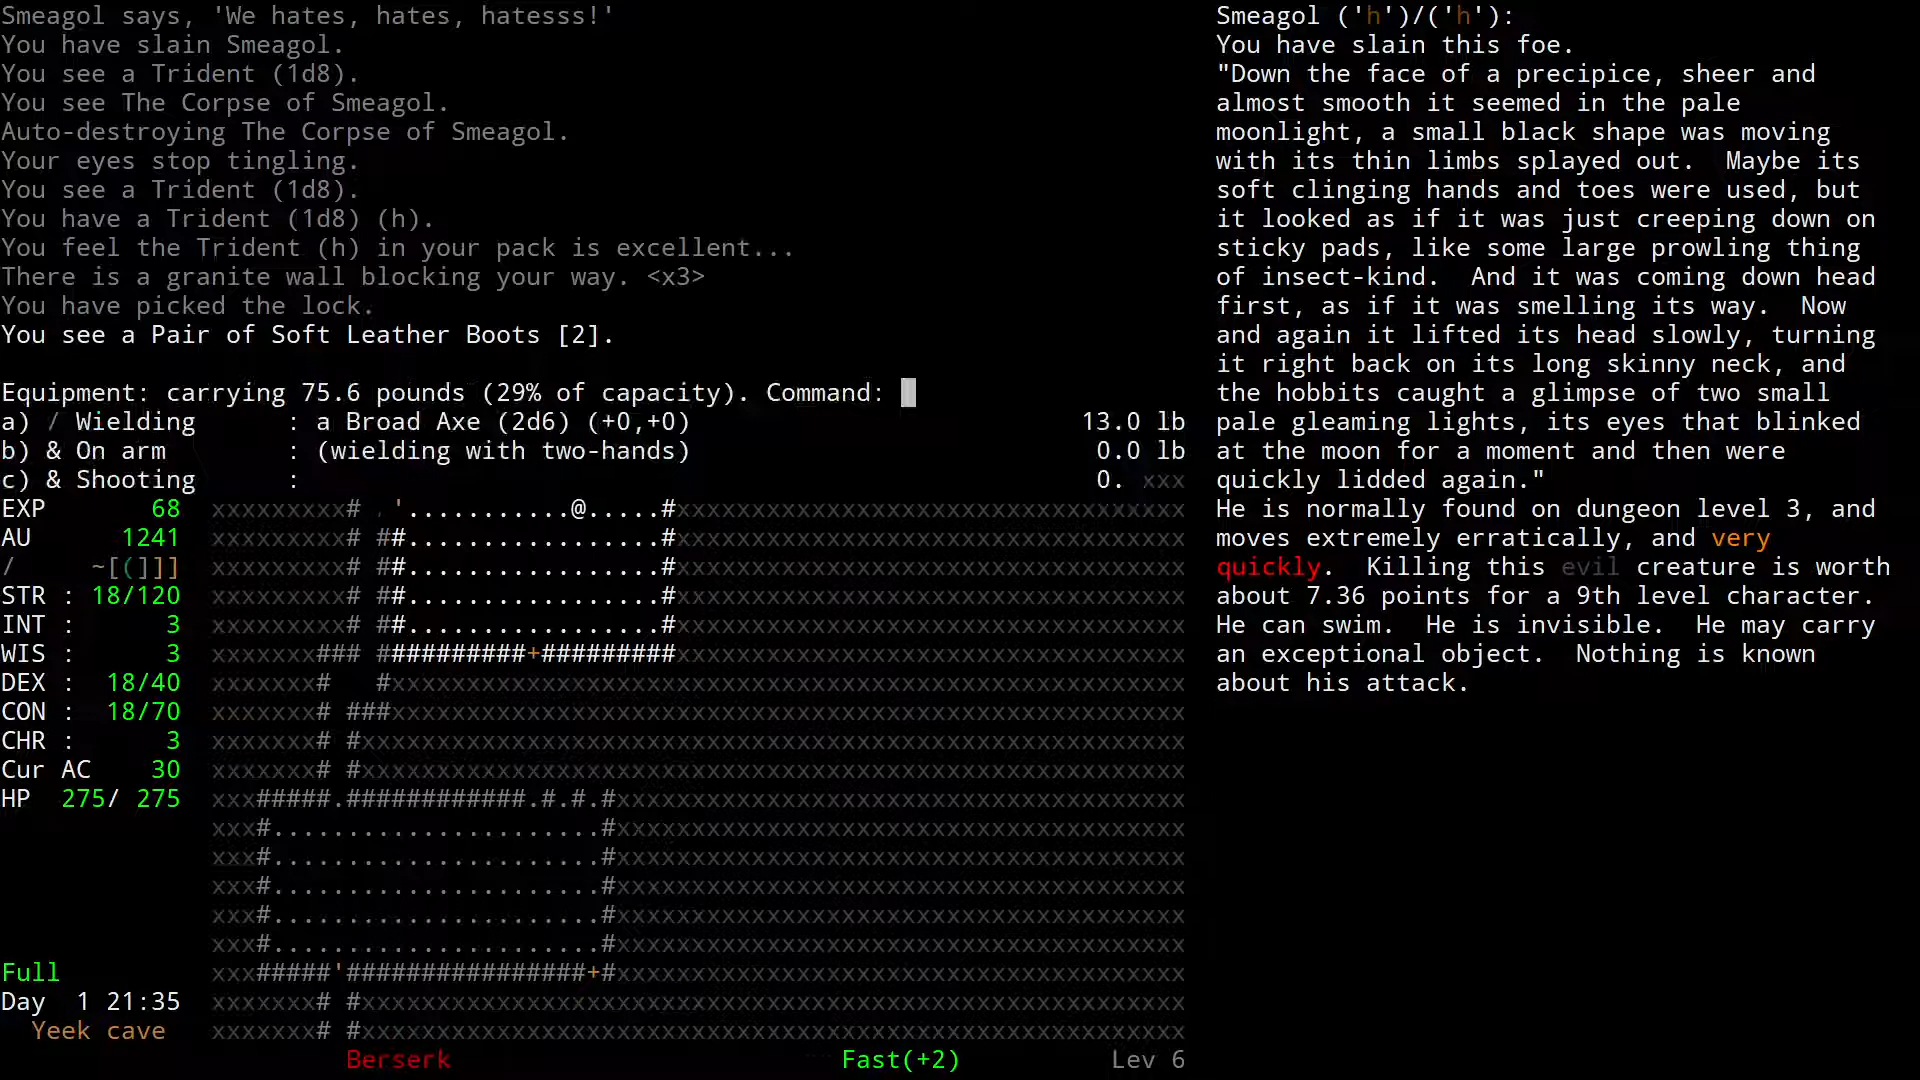 Smeagol says, 'We hates, hates, hatesss!'
You have slain Smeagol.
You see a Trident (1d8).
You see The Corpse of Smeagol.
Auto-destroying The Corpse of Smeagol.
Your eyes stop tingling.
You see a Trident (1d8).
You have a Trident (1d8) (h).
You feel the Trident (h) in your pack is excellent...
There is a granite wall blocking your way. <x3>
You have picked the lock.
You see a Pair of Soft Leather Boots [2].
Equipment: carrying 75.6 pounds (29% of capacity). Command:
a) / Wielding : a Broad Axe (2d6) (+0,+0) 13.0 lb
b) & On arm : (wielding with two-hands) 0.0 lb
c) & Shooting : 0.
EXP 68
AU 1241
/ ~[(]]]
STR : 18/120
INT : 3
WIS : 3
DEX : 18/40
CON : 18/70
CHR : 3
Cur AC 30
HP 275/ 275
Full
Day 1 21:35
Yeek cave
Berserk Fast(+2) Lev 6
Smeagol ('h')/('h'):
You have slain this foe.
"Down the face of a precipice, sheer and
almost smooth it seemed in the pale
moonlight, a small black shape was moving
with its thin limbs splayed out. Maybe its
soft clinging hands and toes were used, but
it looked as if it was just creeping down on
sticky pads, like some large prowling thing
of insect-kind. And it was coming down head
first, as if it was smelling its way. Now
and again it lifted its head slowly, turning
it right back on its long skinny neck, and
the hobbits caught a glimpse of two small
pale gleaming lights, its eyes that blinked
at the moon for a moment and then were
quickly lidded again."
He is normally found on dungeon level 3, and
moves extremely erratically, and very
quickly. Killing this evil creature is worth
about 7.36 points for a 9th level character.
He can swim. He is invisible. He may carry
an exceptional object. Nothing is known
about his attack.